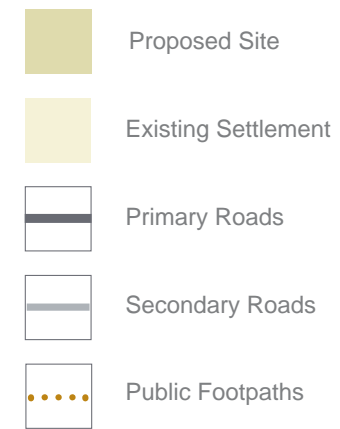 Proposed Site
Existing Settlement
Primary Roads
Secondary Roads
Public Footpaths